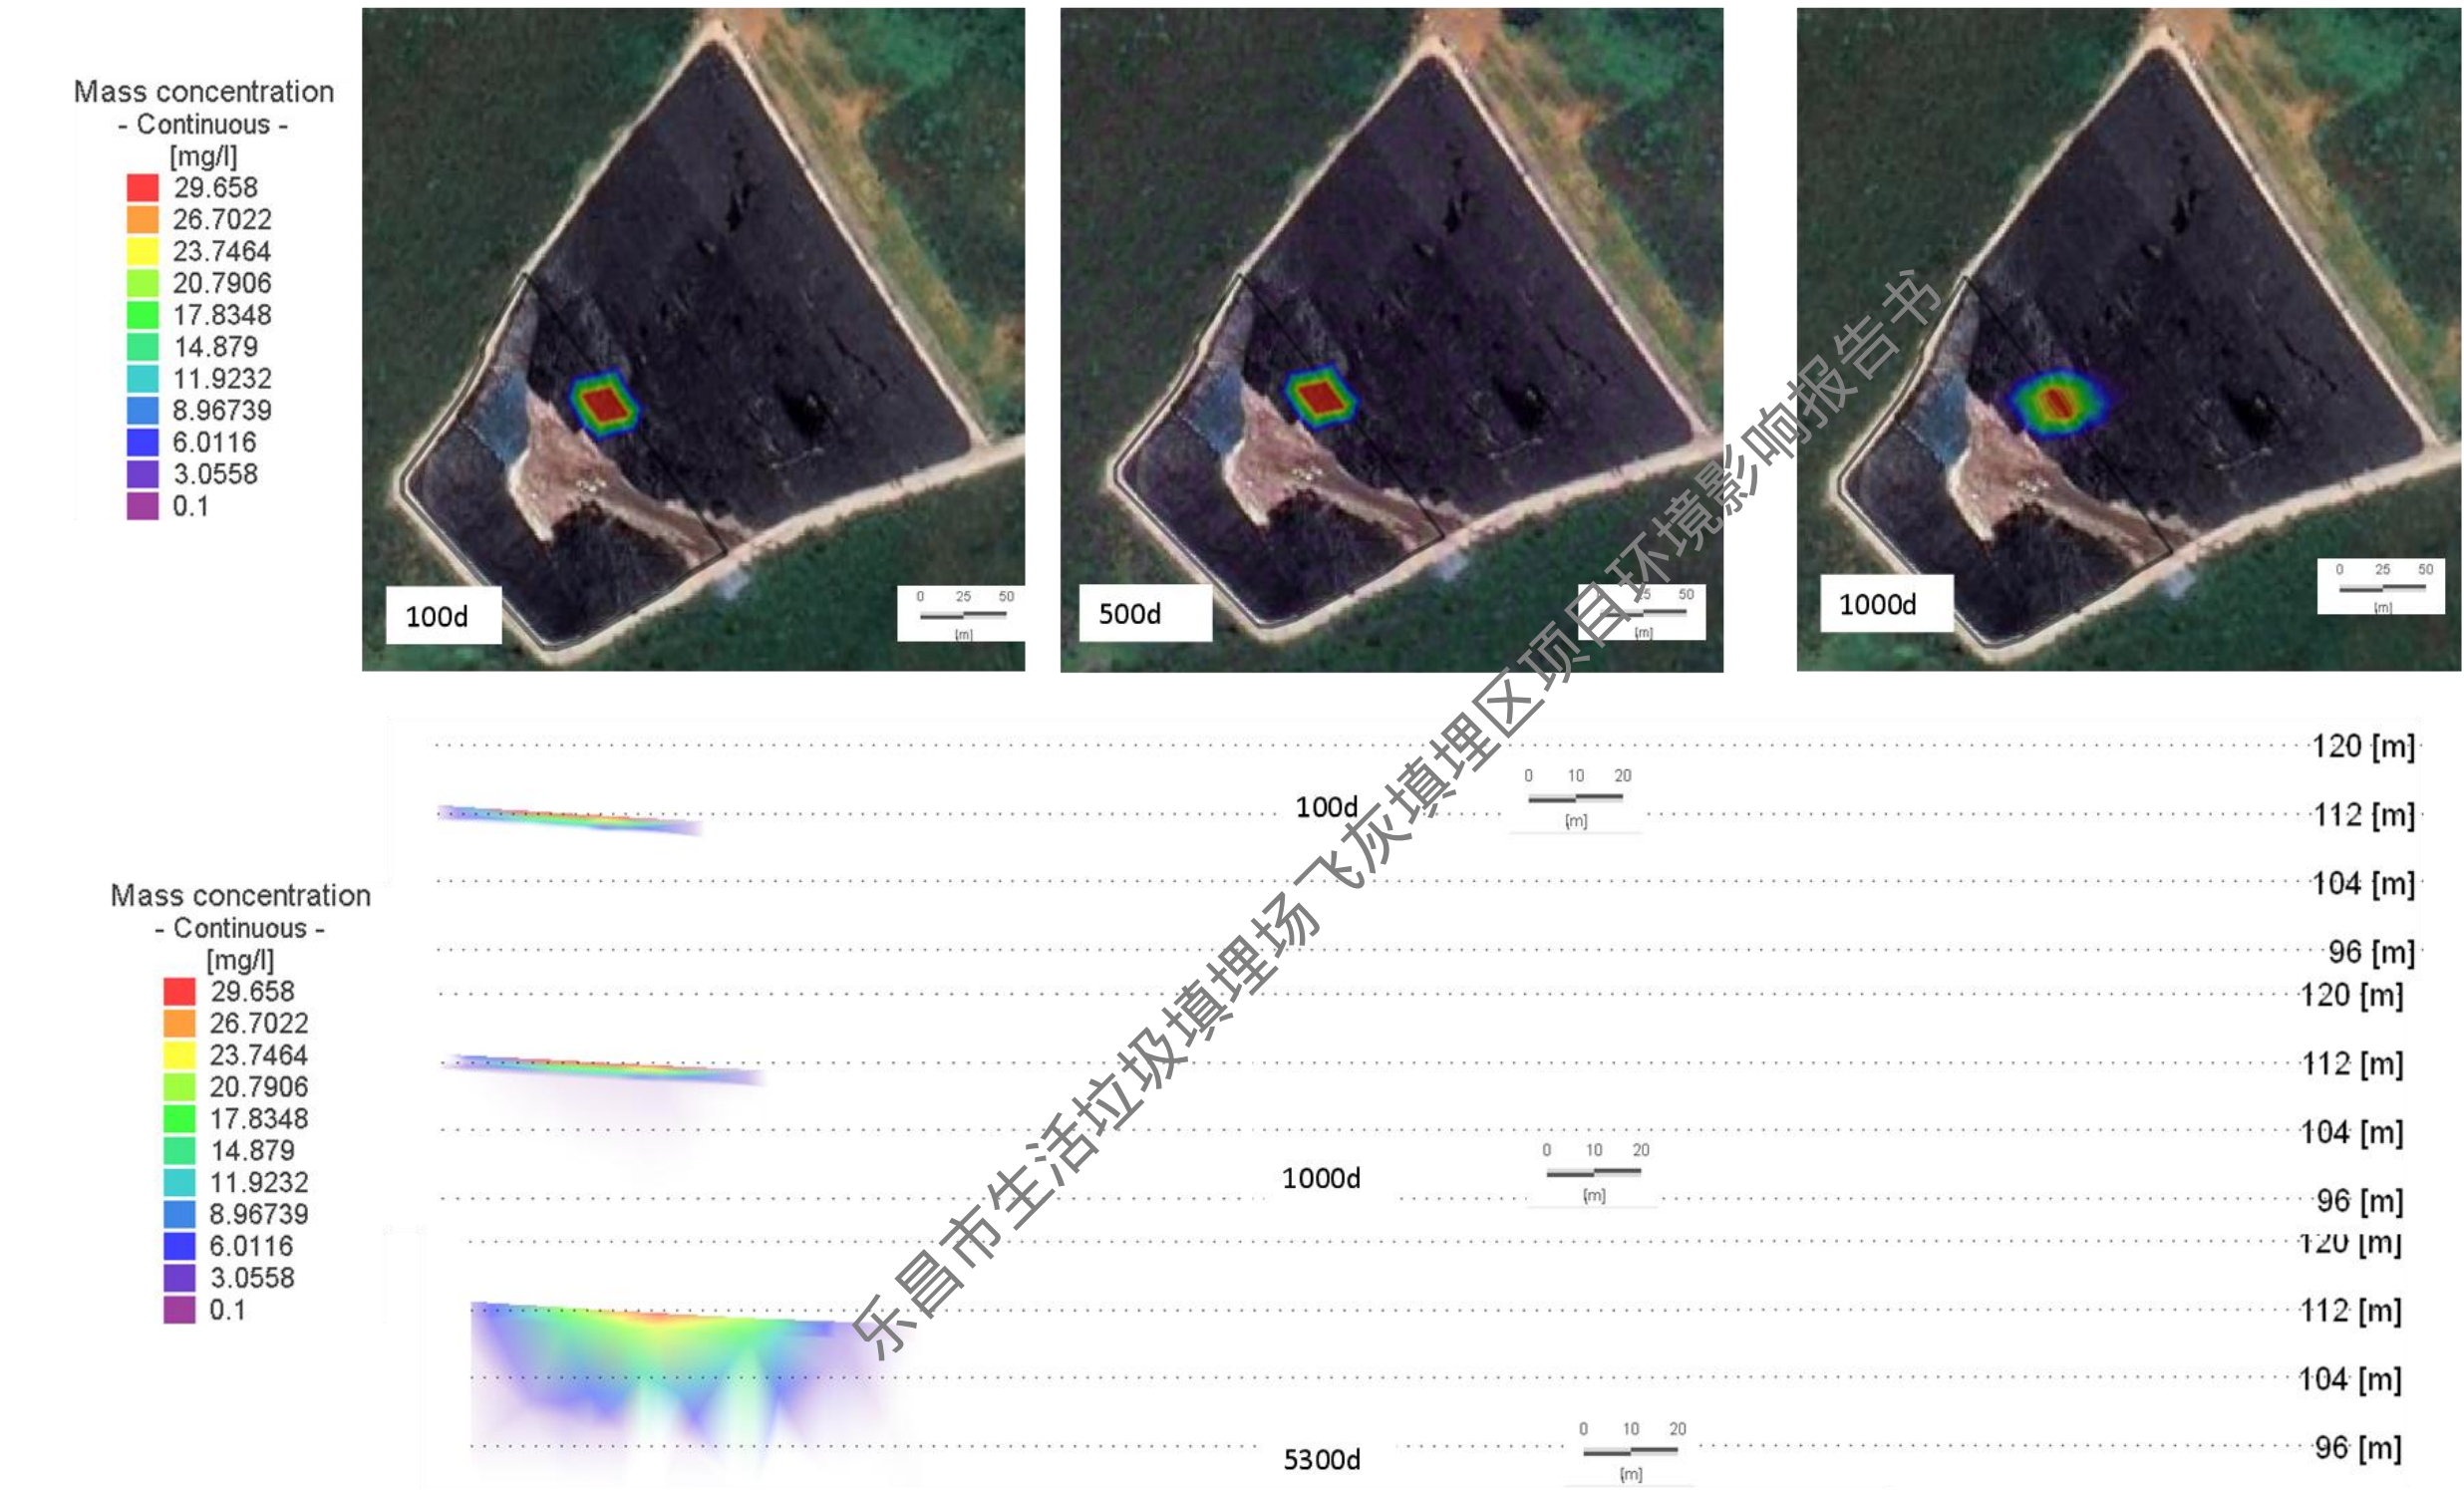 Mass concentration
- Continuous -
[mg/l]
29.658
26.7022
23.7464
20.7906
17.8348
14.879
11.9232
8.96739
6.0116
3.0558
0.1
100d
0 25 50
[m]
500d
25 50
[m]
1000d
0 25 50
[m]
120 [m]
112 [m]
104 [m]
96 [m]
100d
0 10 20
[m]
Mass concentration
- Continuous -
[mg/l]
29.658
26.7022
23.7464
20.7906
17.8348
14.879
11.9232
8.96739
6.0116
3.0558
0.1
120 [m]
112 [m]
104 [m]
96 [m]
1000d
0 10 20
[m]
120 [m]
112 [m]
104 [m]
96 [m]
5300d
0 10 20
[m]
乐昌市生活垃圾填埋场飞灰填埋区项目环境影响报告书